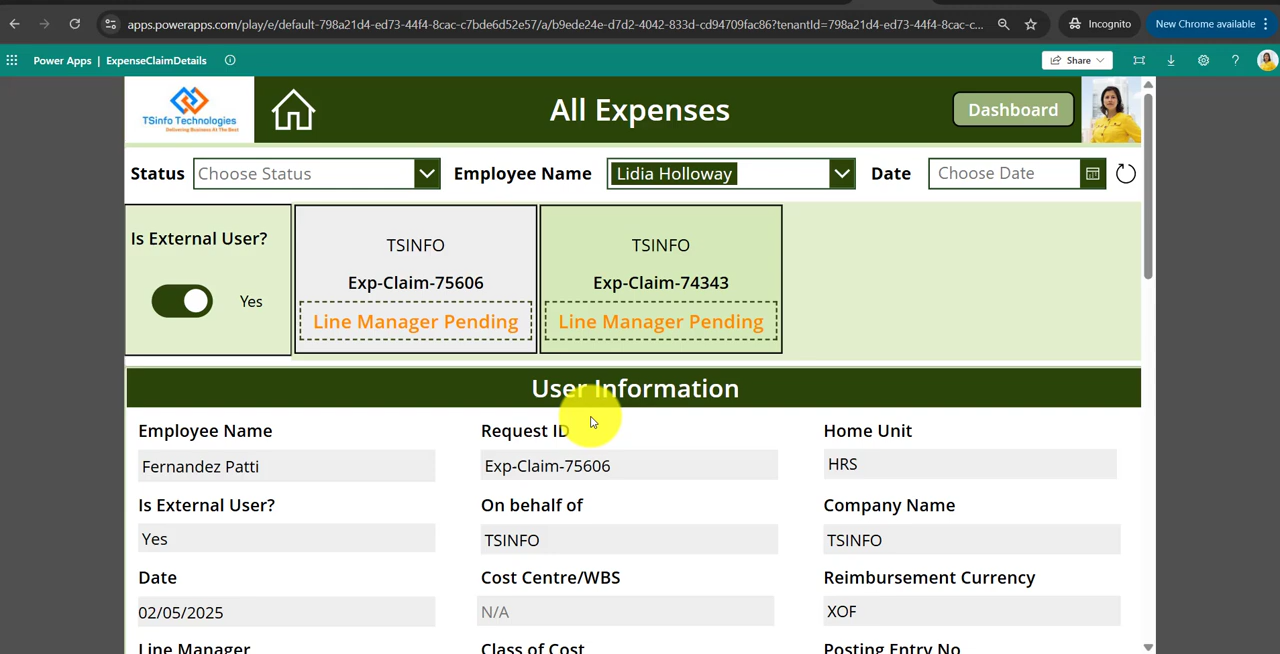 apps.powerapps.com/play/e/default-798a21d4-ed73-44f4-8cac-c7bde6d52e57/a/b9ede24e-d7d2-4042-833d-cd94709fac86?tenantId=798a21d4-ed73-44f4-8cac-c...
Incognito
New Chrome available
Power Apps | ExpenseClaimDetails
Share
TSinfo Technologies
Delivering Business At The Best
All Expenses
Dashboard
Status
Choose Status
Employee Name
Lidia Holloway
Date
Choose Date
Is External User?
Yes
TSINFO
Exp-Claim-75606
Line Manager Pending
TSINFO
Exp-Claim-74343
Line Manager Pending
User Information
Employee Name
Request ID
Home Unit
Fernandez Patti
Exp-Claim-75606
HRS
Is External User?
On behalf of
Company Name
Yes
TSINFO
TSINFO
Date
Cost Centre/WBS
Reimbursement Currency
02/05/2025
N/A
XOF
Line Manager
Class of Cost
Posting Entry No